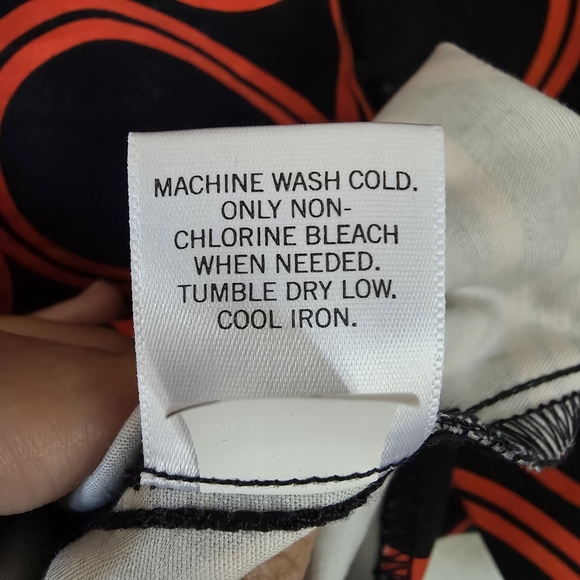 MACHINE WASH COLD.
ONLY NON-
CHLORINE BLEACH
WHEN NEEDED.
TUMBLE DRY LOW.
COOL IRON.